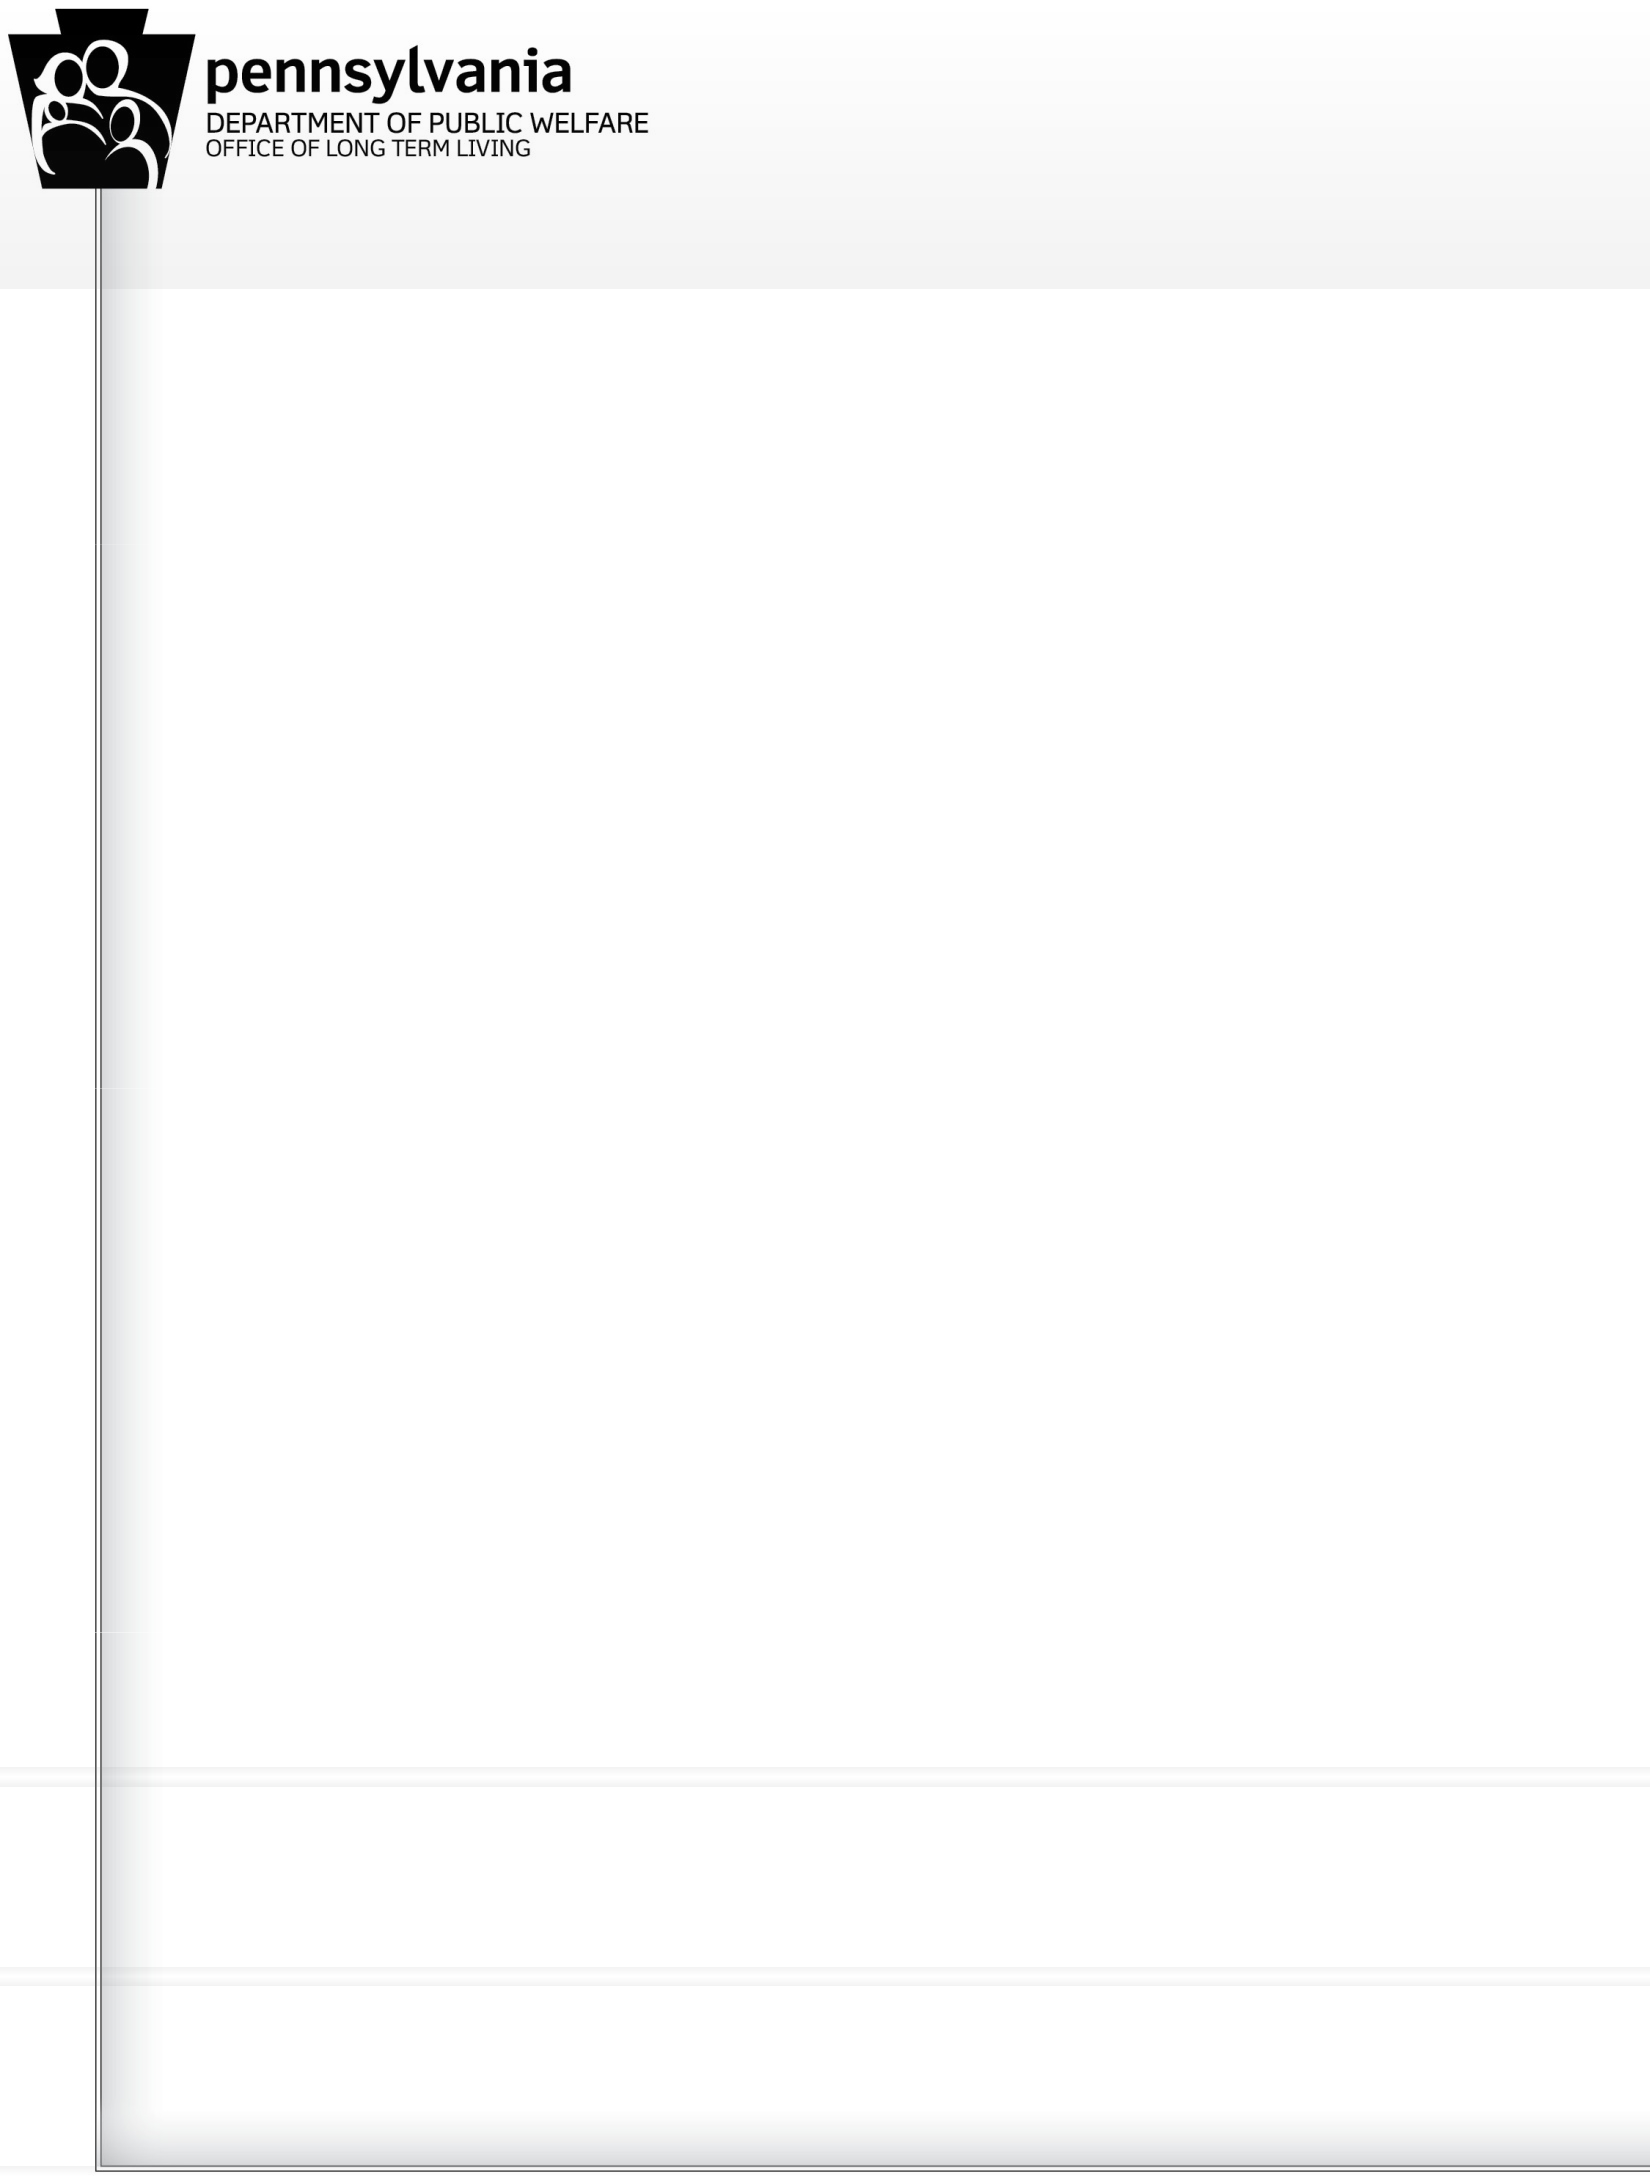 pennsylvania
DEPARTMENT OF PUBLIC WELFARE
OFFICE OF LONG TERM LIVING